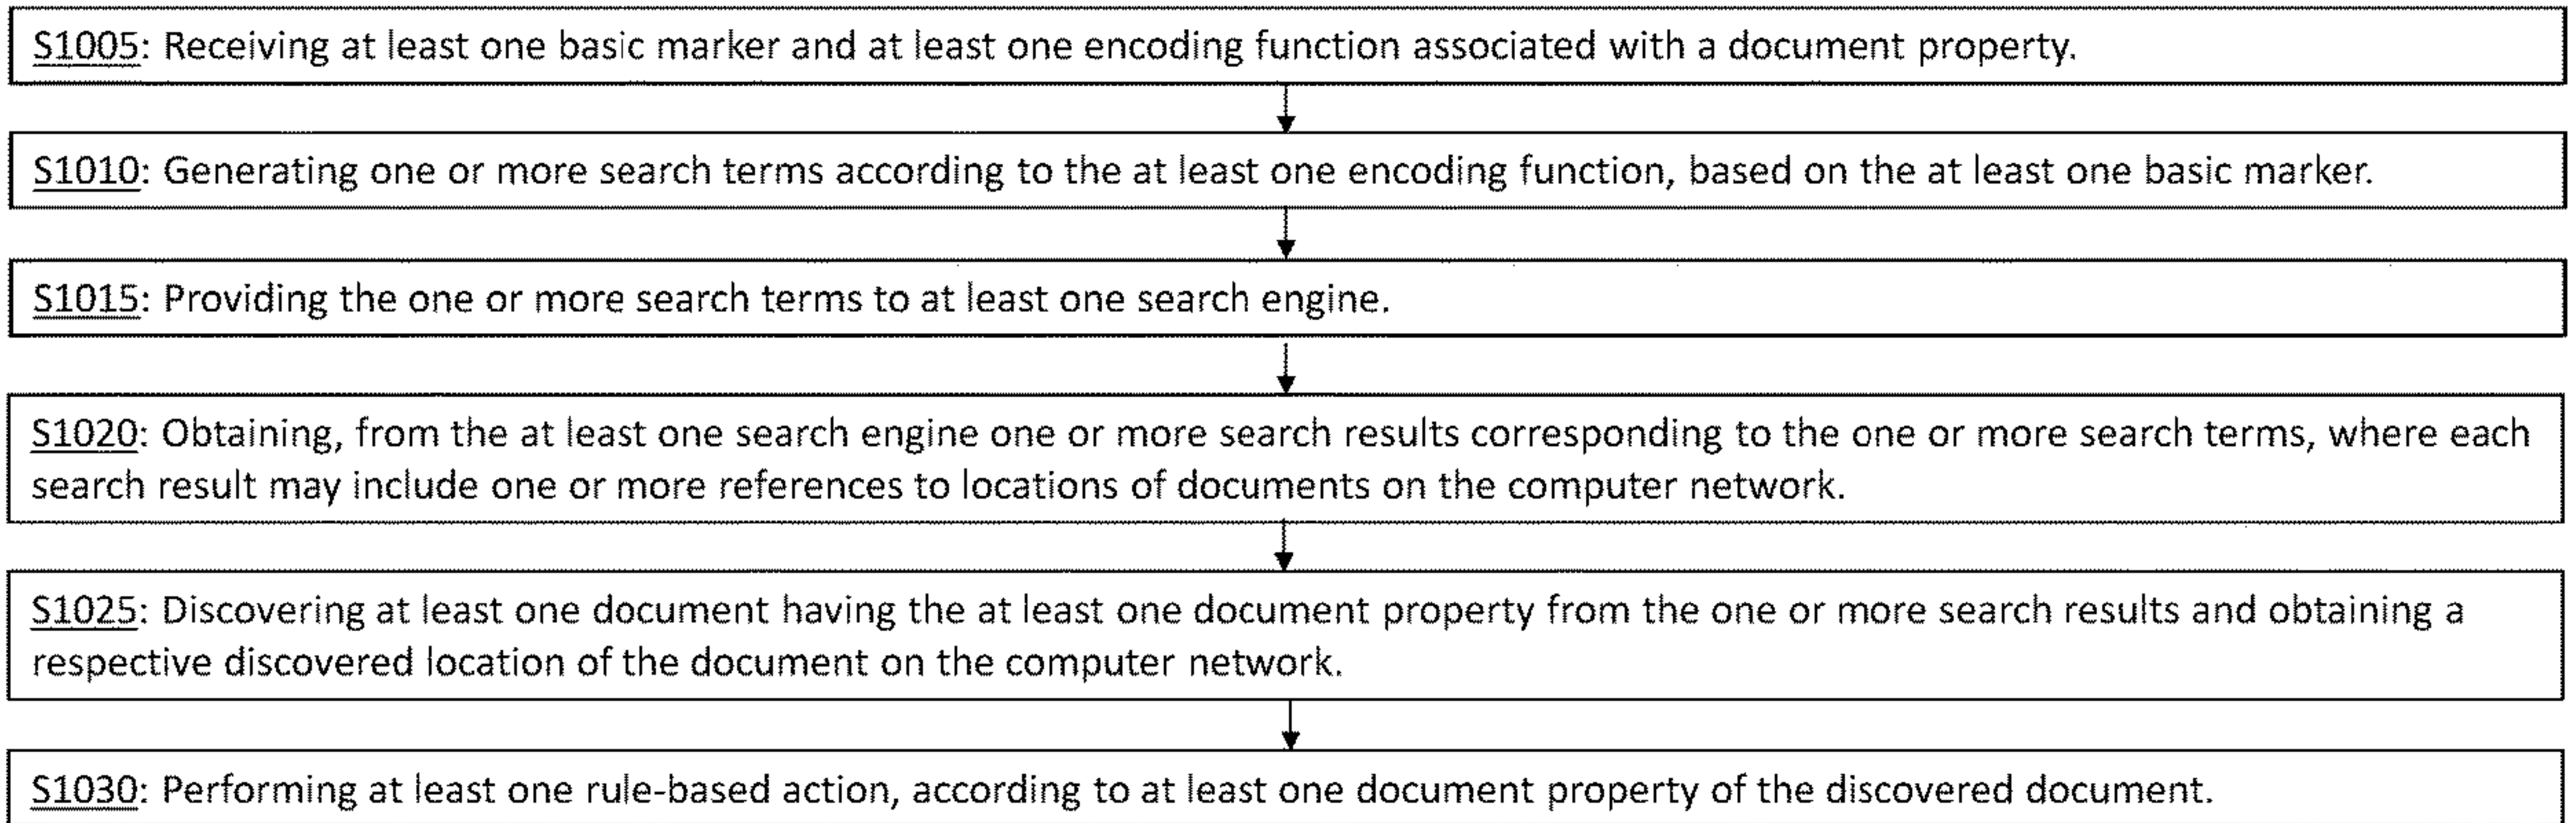 S1005: Receiving at least one basic marker and at least one encoding function associated with a document property.
S1010: Generating one or more search terms according to the at least one encoding function, based on the at least one basic marker.
S1015: Providing the one or more search terms to at least one search engine.
S1020: Obtaining, from the at least one search engine one or more search results corresponding to the one or more search terms, where each
search result may include one or more references to locations of documents on the computer network.
S1025: Discovering at least one document having the at least one document property from the one or more search results and obtaining a
respective discovered location of the document on the computer network.
S1030: Performing at least one rule-based action, according to at least one document property of the discovered document.